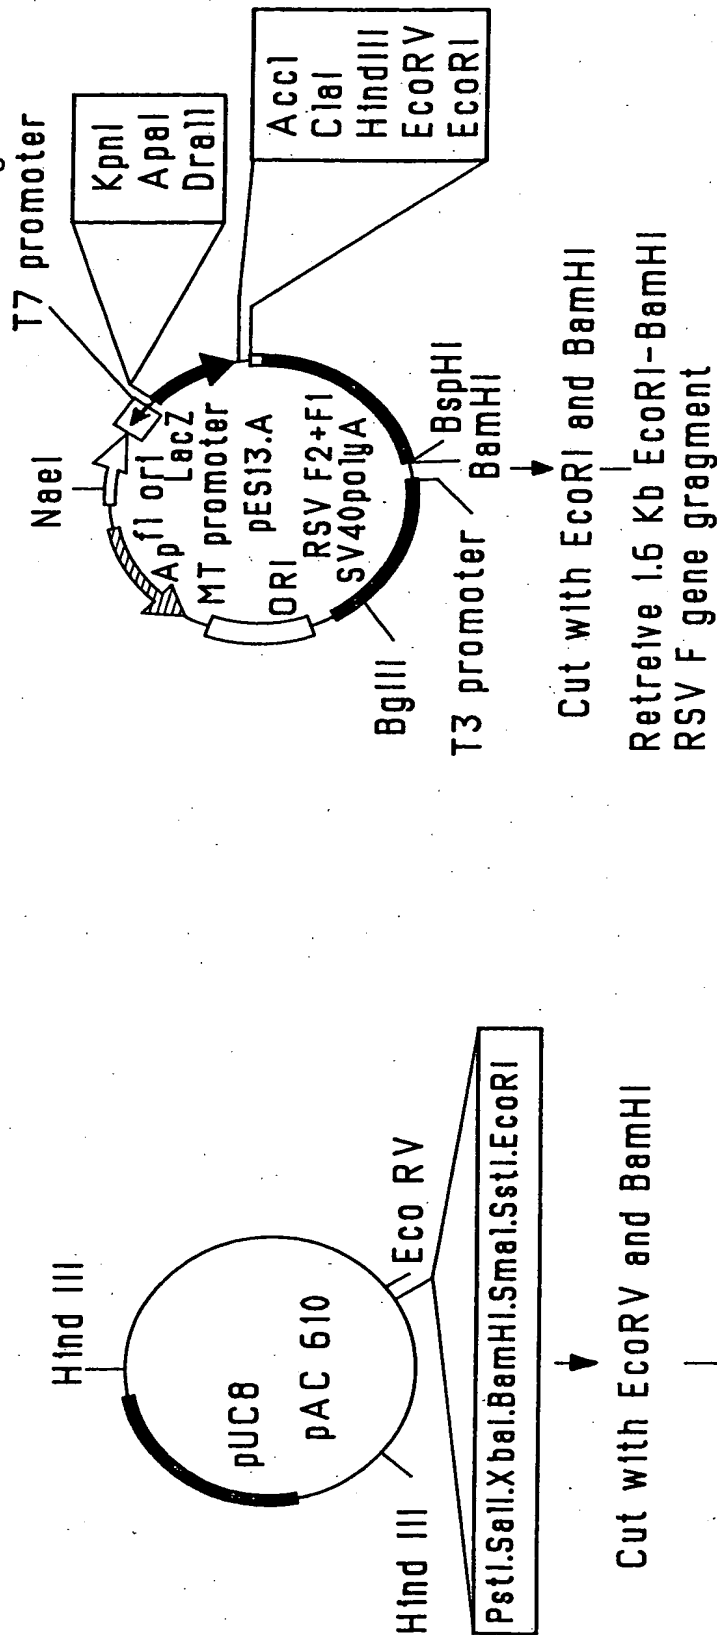 Hind III
pUC8
pAC 610
Eco RV
Hind III
PstI.SalI.XbaI.BamHI.SmaI.SstI.EcoRI
Cut with EcoRV and BamHI
T7 promoter
NaeI
KpnI
ApaI
DraII
Ap
f1 ori
LacZ
MT promoter
pES13.A
ORI
RSV F2+F1
SV40polyA
AccI
ClaI
HindIII
EcoRV
EcoRI
BglII
T3 promoter
BspHI
BamHI
Cut with EcoRI and BamHI
Retreive 1.6 Kb EcoRI-BamHI
RSV F gene gragment